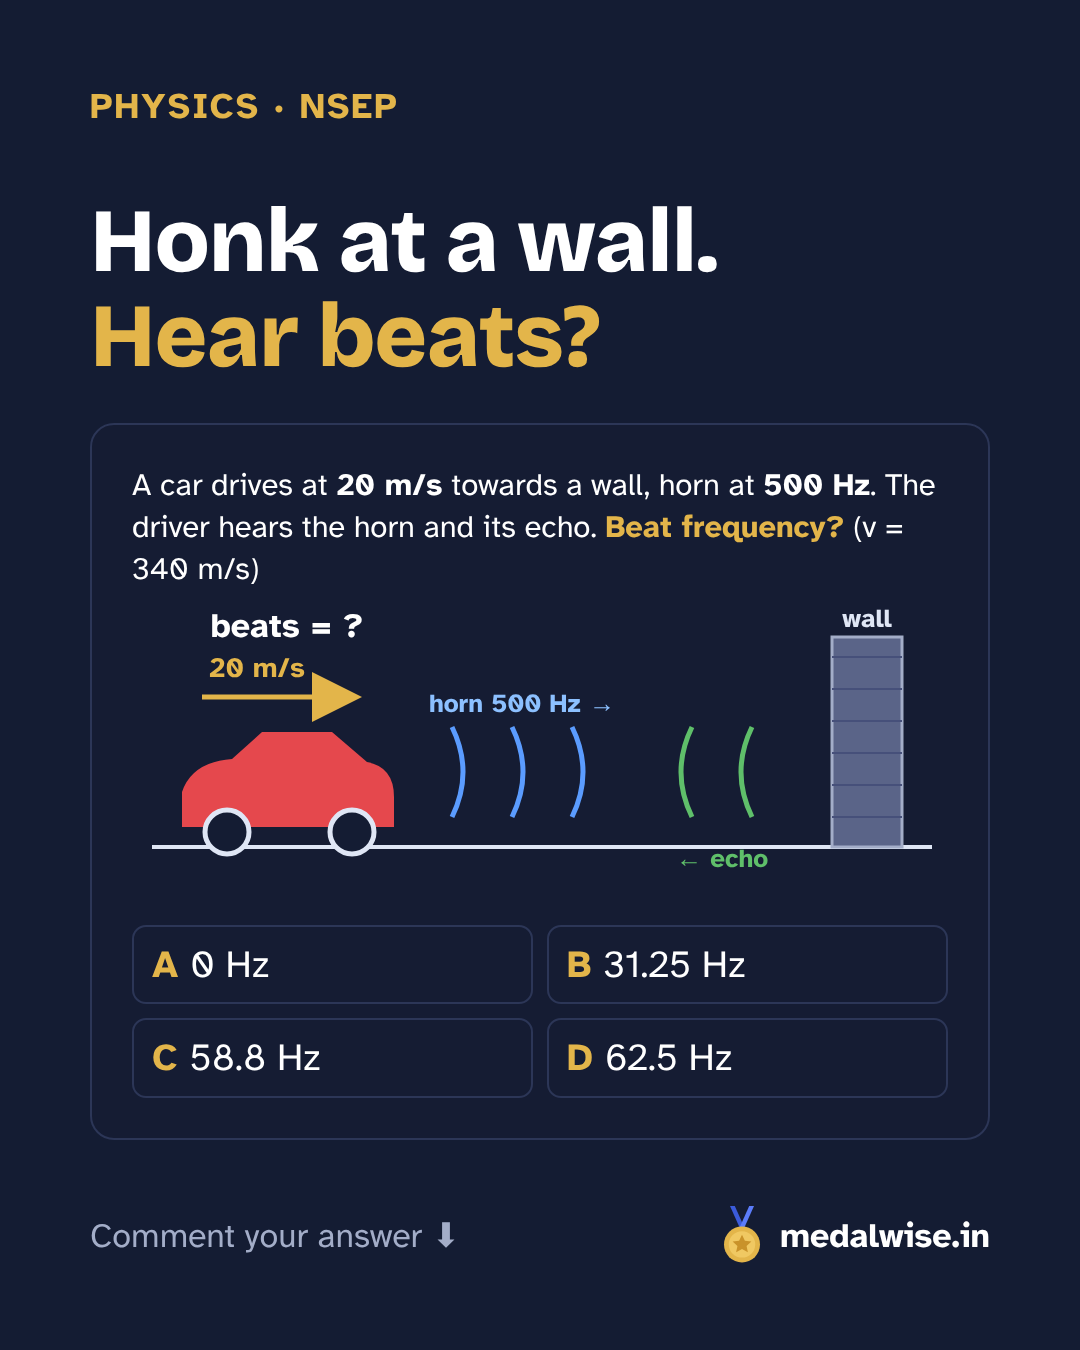 PHYSICS · NSEP
Honk at a wall.
Hear beats?
A car drives at 20 m/s towards a wall, horn at 500 Hz. The
driver hears the horn and its echo. Beat frequency? (v =
340 m/s)
beats = ?
wall
20 m/s
horn 500 Hz →
← echo
A 0 Hz
B 31.25 Hz
C 58.8 Hz
D 62.5 Hz
Comment your answer ⬇
medalwise.in